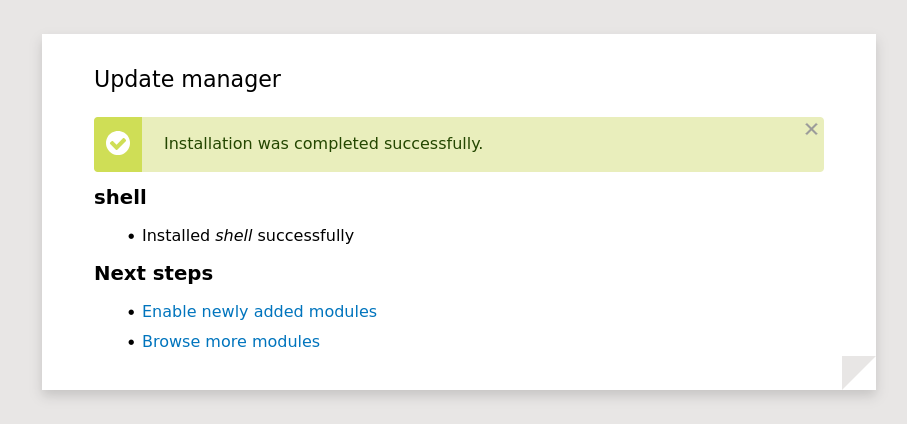 Update manager
Installation was completed successfully.
shell
Installed shell successfully
Next steps
Enable newly added modules
Browse more modules